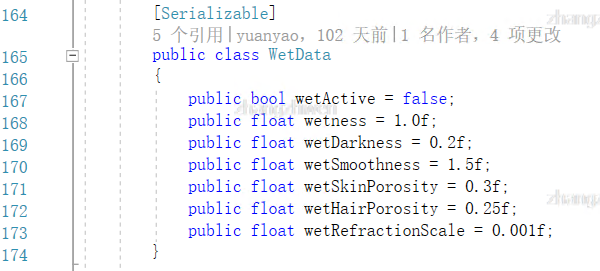 164 [Serializable]
5 个引用|yuanyao，102 天前|1 名作者，4 项更改
165 public class WetData
166 {
167 public bool wetActive = false;
168 public float wetness = 1.0f;
169 public float wetDarkness = 0.2f;
170 public float wetSmoothness = 1.5f;
171 public float wetSkinPorosity = 0.3f;
172 public float wetHairPorosity = 0.25f;
173 public float wetRefractionScale = 0.001f;
174 }